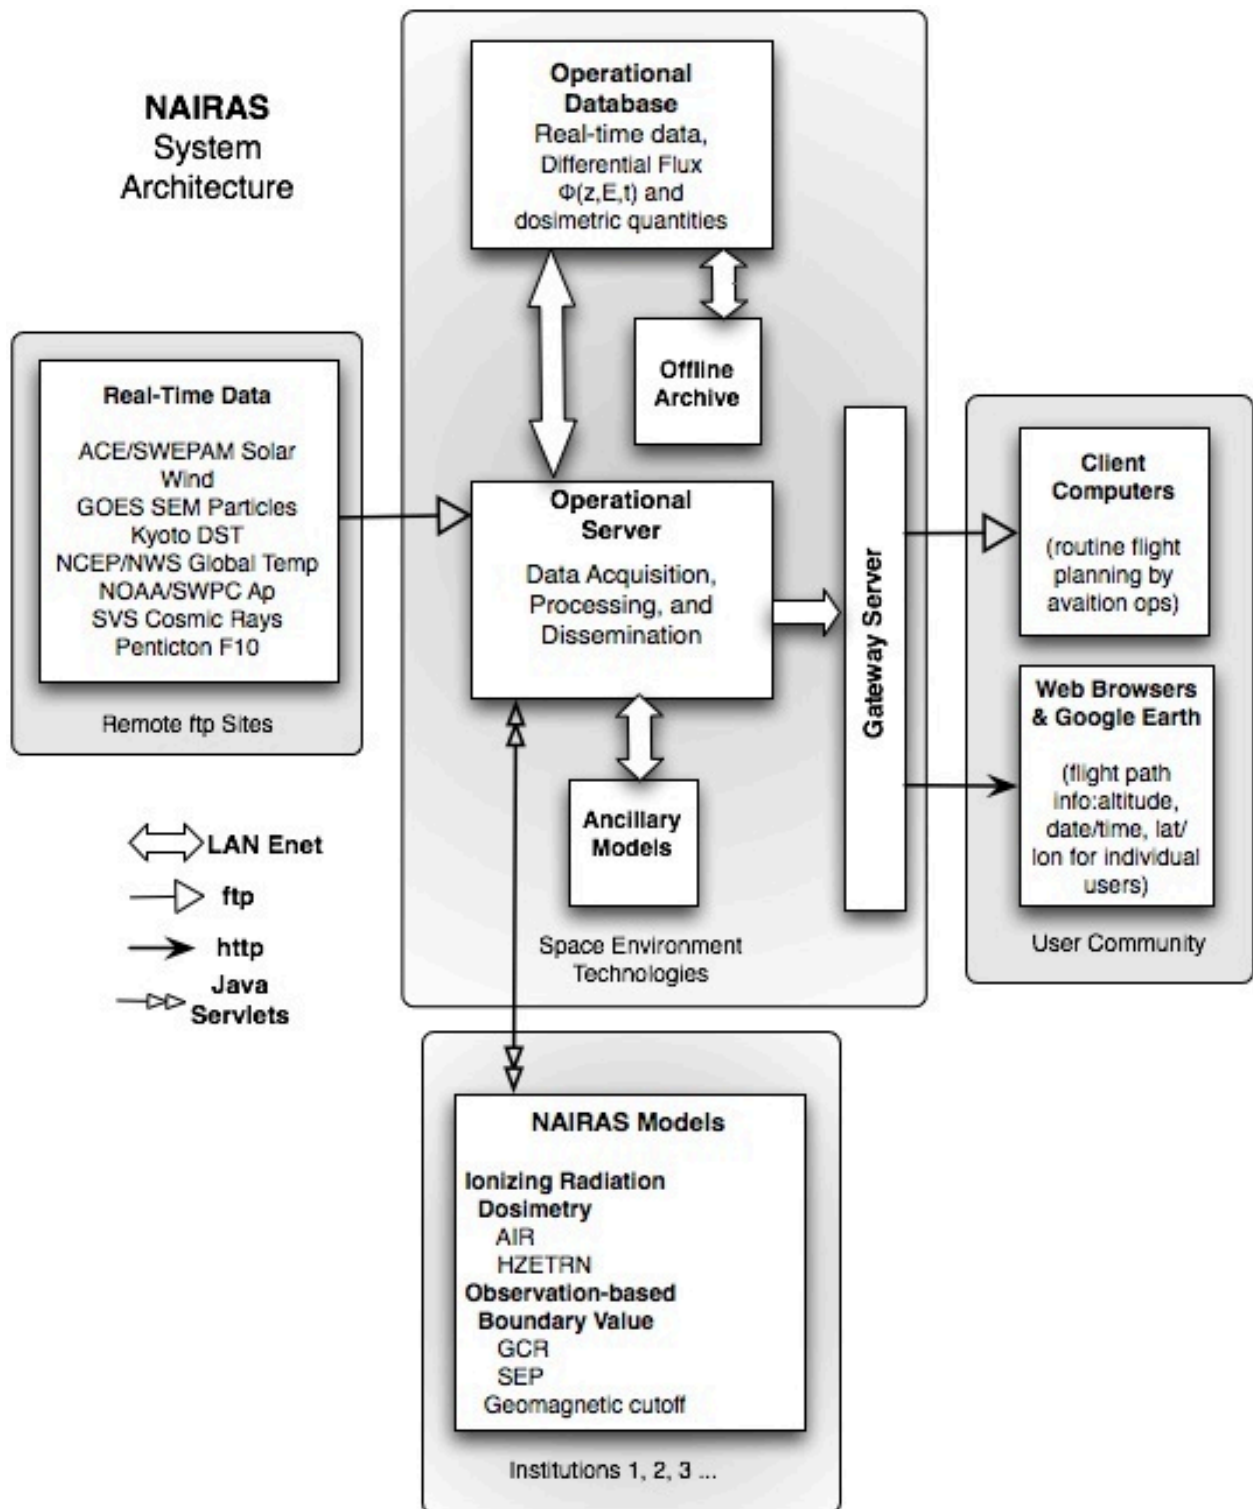 NAIRAS
System
Architecture
Operational
Database
Real-time data,
Differential Flux
Φ(z,E,t) and
dosimetric quantities
Offline
Archive
Real-Time Data
ACE/SWEPAM Solar
Wind
GOES SEM Particles
Kyoto DST
NCEP/NWS Global Temp
NOAA/SWPC Ap
SVS Cosmic Rays
Penticton F10
Remote ftp Sites
Operational
Server
Data Acquisition,
Processing, and
Dissemination
Gateway Server
Client
Computers
(routine flight
planning by
avaition ops)
Web Browsers
& Google Earth
(flight path
info:altitude,
date/time, lat/
lon for individual
users)
User Community
Ancillary
Models
Space Environment
Technologies
LAN Enet
ftp
http
Java
Servlets
NAIRAS Models
Ionizing Radiation
Dosimetry
AIR
HZETRN
Observation-based
Boundary Value
GCR
SEP
Geomagnetic cutoff
Institutions 1, 2, 3 ...